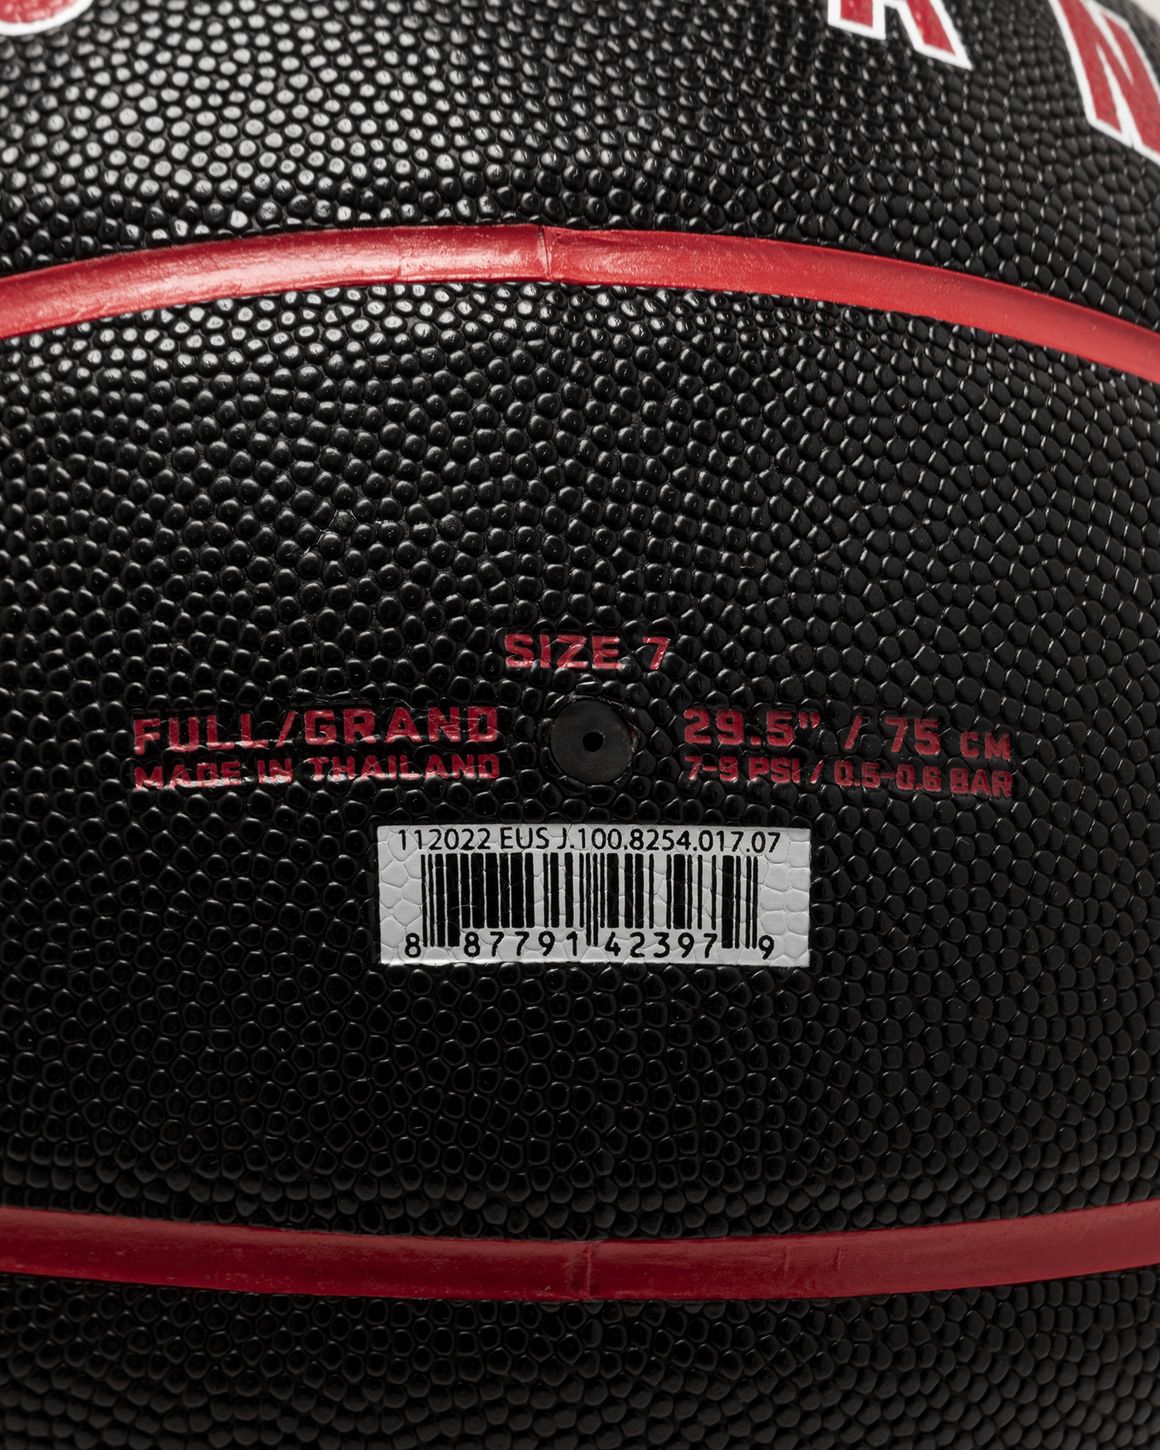 SIZE 7
FULL/GRAND
MADE IN THAILAND
29.5" / 75 CM
7-9 PSI / 0.5-0.6 BAR
112022 EUS J.100.8254.017.07
8 87791 42397 9